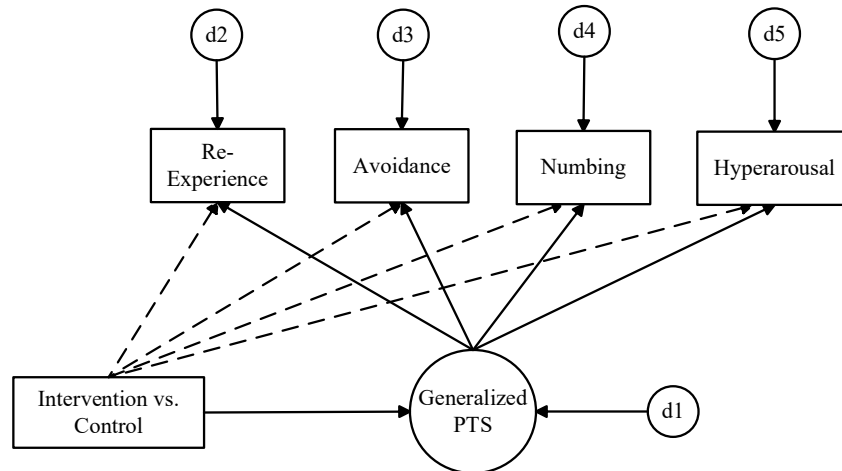 d2
d3
d4
d5
Re-
Experience
Avoidance
Numbing
Hyperarousal
Intervention vs.
Control
Generalized
PTS
d1